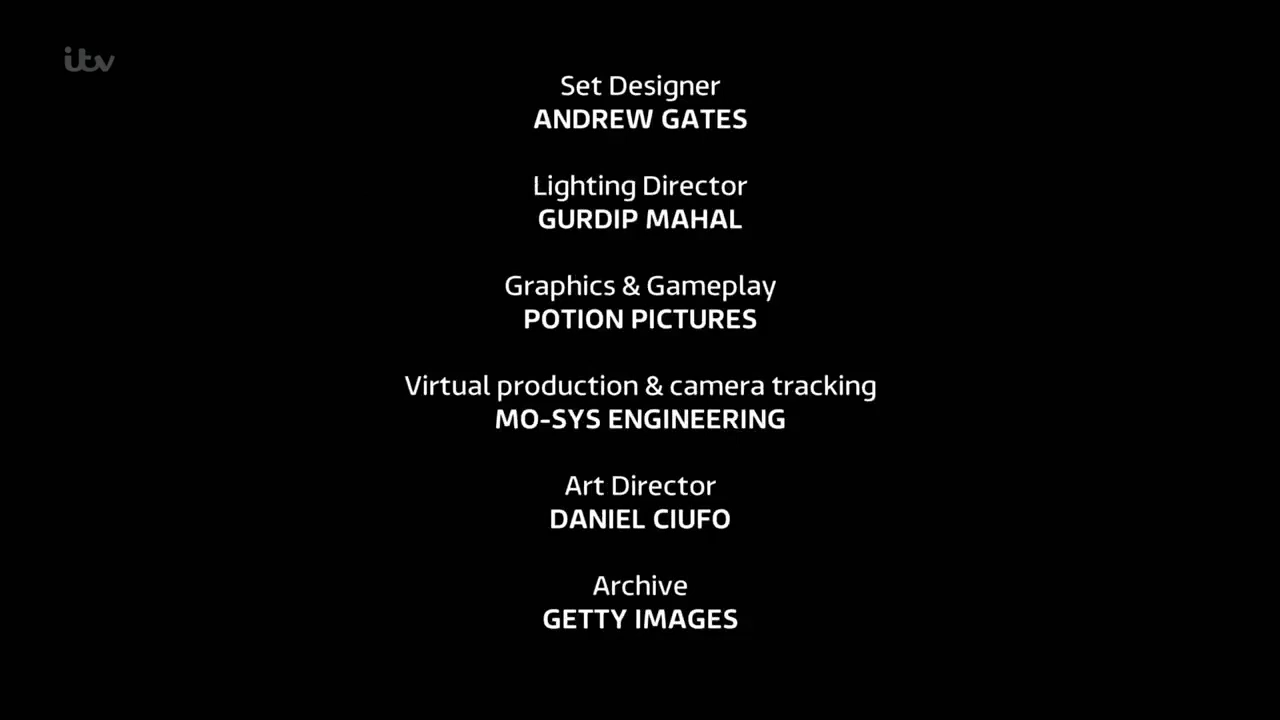 itv
Set Designer
ANDREW GATES
Lighting Director
GURDIP MAHAL
Graphics & Gameplay
POTION PICTURES
Virtual production & camera tracking
MO-SYS ENGINEERING
Art Director
DANIEL CIUFO
Archive
GETTY IMAGES